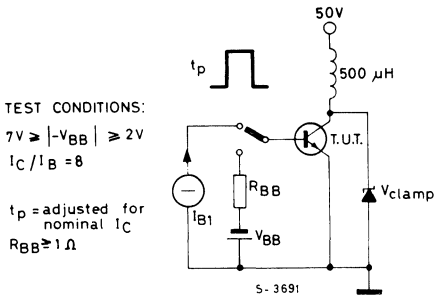 50V
tp
500 µH
TEST CONDITIONS:
7V ≥ |-VBB| ≥ 2V
IC/IB = 8
T.U.T.
tp = adjusted for
nominal IC
RBB ≥ 1 Ω
IB1
RBB
VBB
Vclamp
S-3691